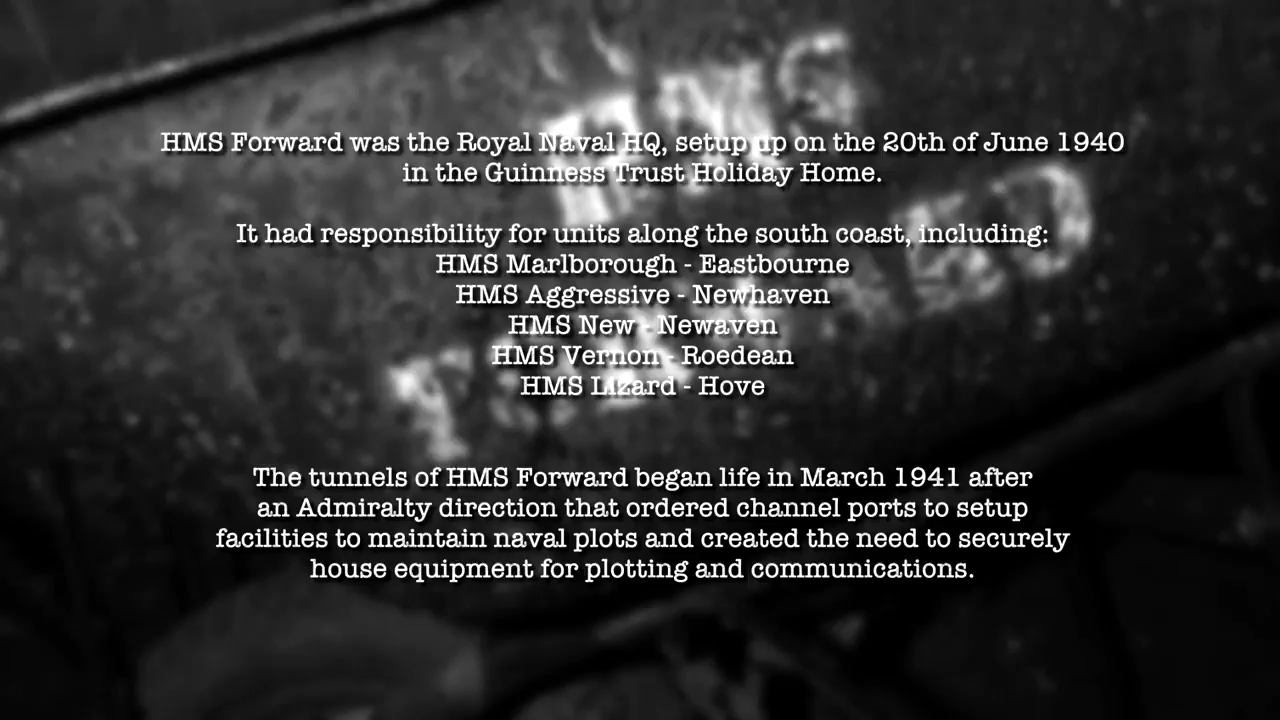 HMS Forward was the Royal Naval HQ, setup up on the 20th of June 1940
in the Guinness Trust Holiday Home.
It had responsibility for units along the south coast, including:
HMS Marlborough - Eastbourne
HMS Aggressive - Newhaven
HMS New - Newaven
HMS Vernon - Roedean
HMS Lizard - Hove
The tunnels of HMS Forward began life in March 1941 after
an Admiralty direction that ordered channel ports to setup
facilities to maintain naval plots and created the need to securely
house equipment for plotting and communications.